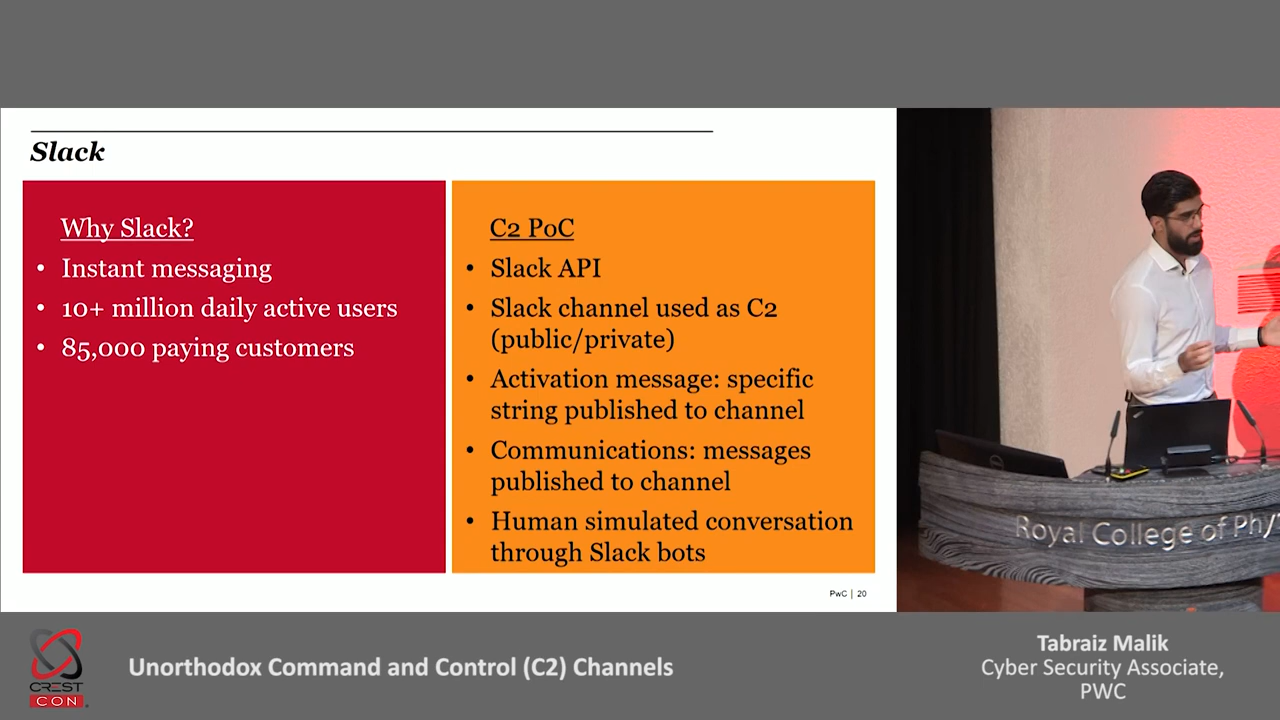 Slack
Why Slack?
• Instant messaging
• 10+ million daily active users
• 85,000 paying customers
C2 PoC
• Slack API
• Slack channel used as C2
(public/private)
• Activation message: specific
string published to channel
• Communications: messages
published to channel
• Human simulated conversation
through Slack bots
PwC | 20
Royal College of Phy
CREST
CON
Unorthodox Command and Control (C2) Channels
Tabraiz Malik
Cyber Security Associate,
PWC